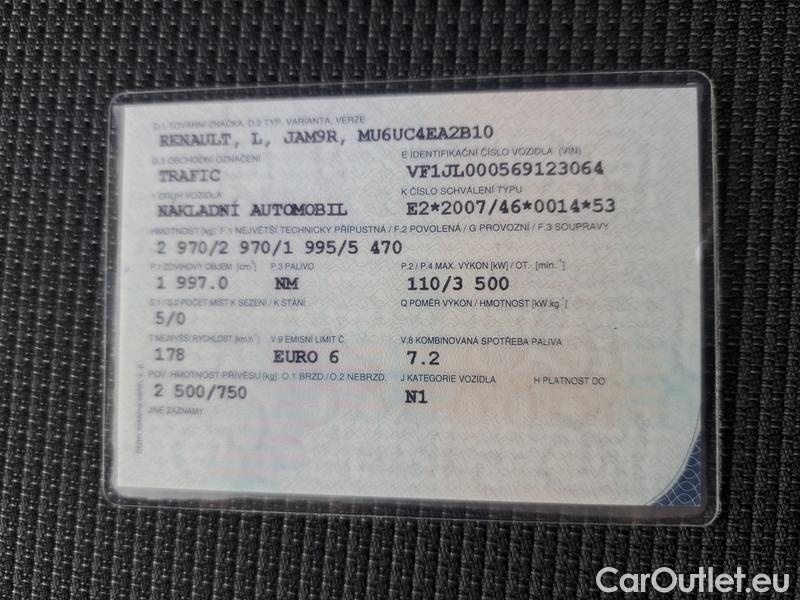 D.1 TOVÁRNÍ ZNAČKA, D.2 TYP, VARIANTA, VERZE
RENAULT, L, JAM9R, MU6UC4EA2B10
D.3 OBCHODNÍ OZNAČENÍ E IDENTIFIKAČNÍ ČÍSLO VOZIDLA (VIN)
TRAFIC VF1JL000569123064
1 DRUH VOZIDLA K ČÍSLO SCHVÁLENÍ TYPU
NÁKLADNÍ AUTOMOBIL E2*2007/46*0014*53
HMOTNOST [kg]: F.1 NEJVĚTŠÍ TECHNICKY PŘÍPUSTNÁ / F.2 POVOLENÁ / G PROVOZNÍ / F.3 SOUPRAVY
2 970/2 970/1 995/5 470
P.1 ZDVIHOVÝ OBJEM [cm³] P.3 PALIVO P.2 / P.4 MAX. VÝKON [kW] / OT. [min.⁻¹]
1 997.0 NM 110/3 500
S.1 / S.2 POČET MÍST K SEZENÍ / K STÁNÍ Q POMĚR VÝKON / HMOTNOST [kW.kg⁻¹]
5/0
T NEJVYŠŠÍ RYCHLOST [km.h⁻¹] V.9 EMISNÍ LIMIT Č. V.8 KOMBINOVANÁ SPOTŘEBA PALIVA
178 EURO 6 7.2
POV. HMOTNOST PŘÍVĚSU [kg]: O.1 BRZD./O.2 NEBRZD. J KATEGORIE VOZIDLA H PLATNOST DO
2 500/750 N1
JINÉ ZÁZNAMY
CarOutlet.eu